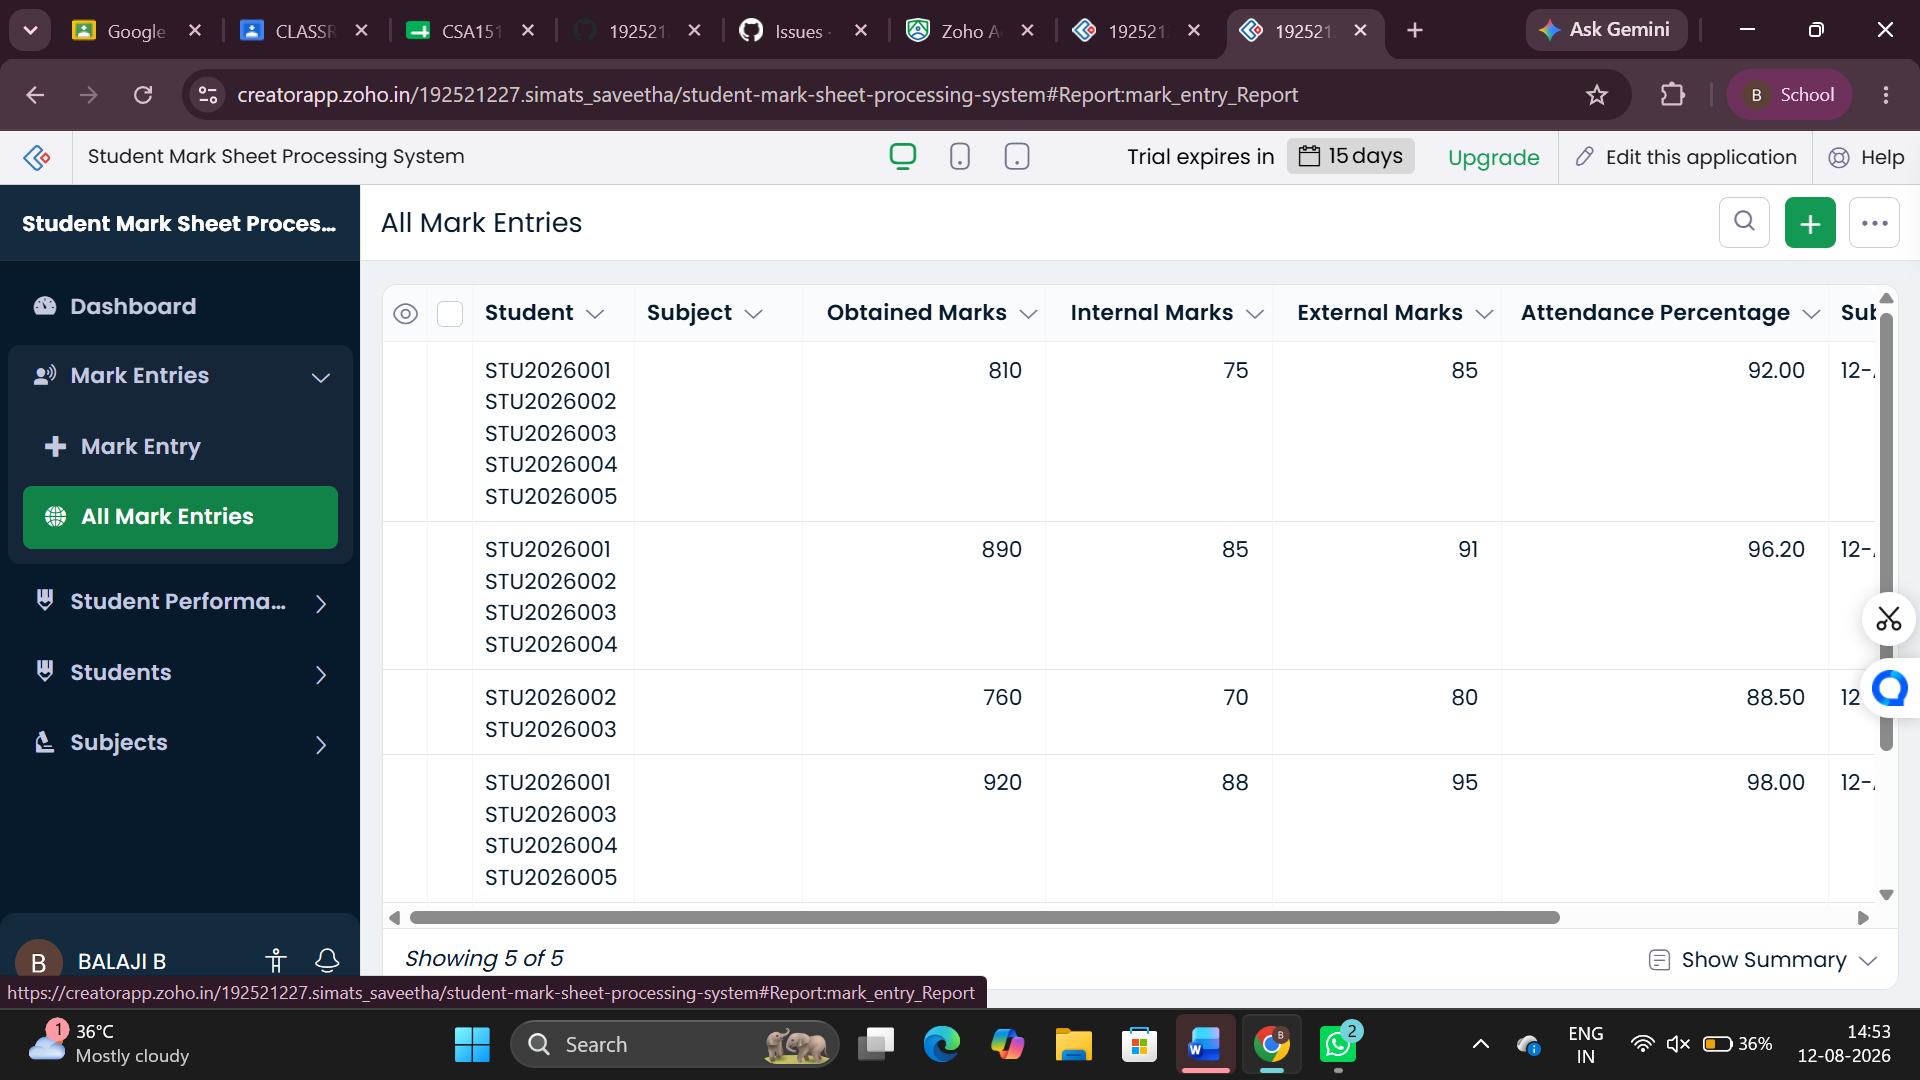 Google
CLASSR
CSA151
192521
Issues ·
Zoho A
192521
192521
Ask Gemini
creatorapp.zoho.in/192521227.simats_saveetha/student-mark-sheet-processing-system#Report:mark_entry_Report
B School
Student Mark Sheet Processing System
Trial expires in 15 days
Upgrade
Edit this application
Help
Student Mark Sheet Proces...
All Mark Entries
Dashboard
Mark Entries
Mark Entry
All Mark Entries
Student Performa...
Students
Subjects
Student Subject Obtained Marks Internal Marks External Marks Attendance Percentage
STU2026001 810 75 85 92.00
STU2026002
STU2026003
STU2026004
STU2026005
STU2026001 890 85 91 96.20
STU2026002
STU2026003
STU2026004
STU2026002 760 70 80 88.50
STU2026003
STU2026001 920 88 95 98.00
STU2026003
STU2026004
STU2026005
Showing 5 of 5
Show Summary
B BALAJI B
https://creatorapp.zoho.in/192521227.simats_saveetha/student-mark-sheet-processing-system#Report:mark_entry_Report
1
36°C
Mostly cloudy
Search
2
ENG
IN
36%
14:53
12-08-2026